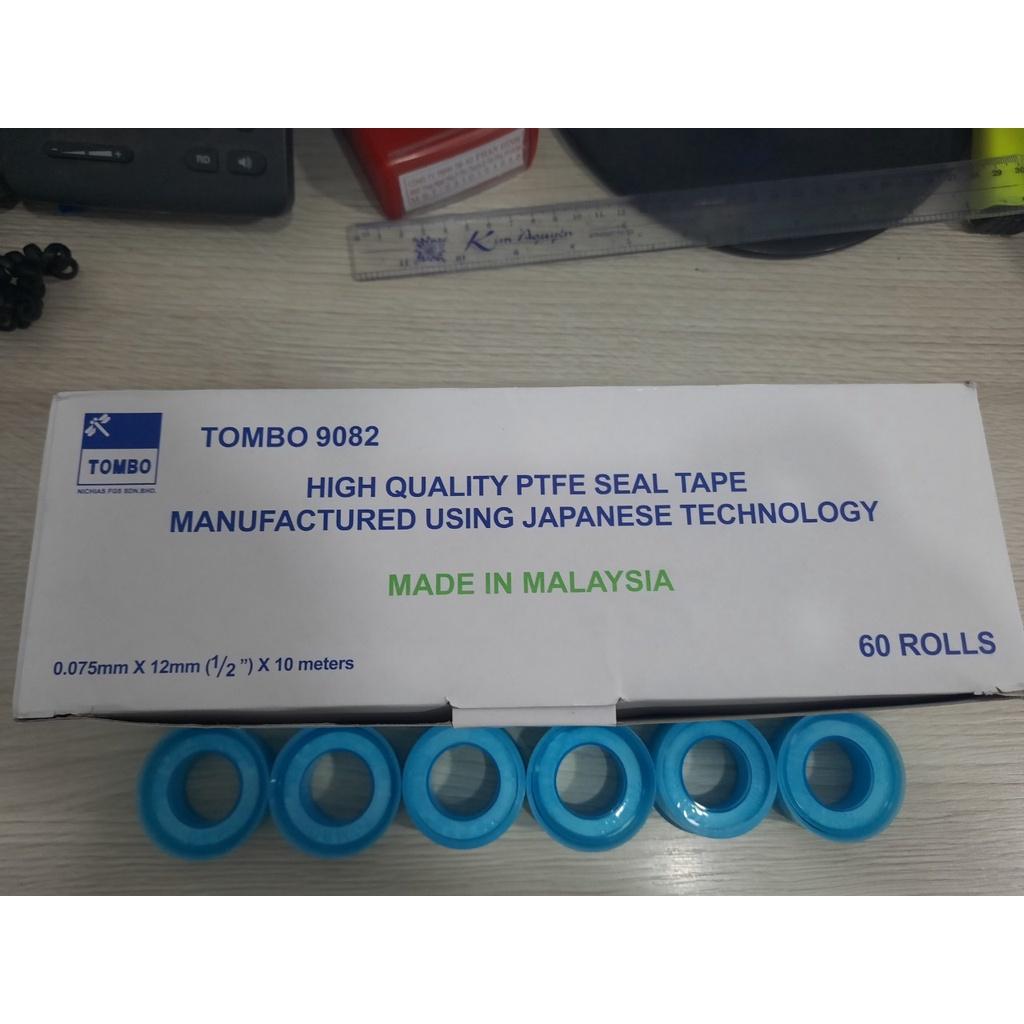 RD
Kim Nguyên
TOMBO
NICHIAS FGS SDN.BHD.
TOMBO 9082
HIGH QUALITY PTFE SEAL TAPE
MANUFACTURED USING JAPANESE TECHNOLOGY
MADE IN MALAYSIA
0.075mm X 12mm (1/2 ") X 10 meters
60 ROLLS